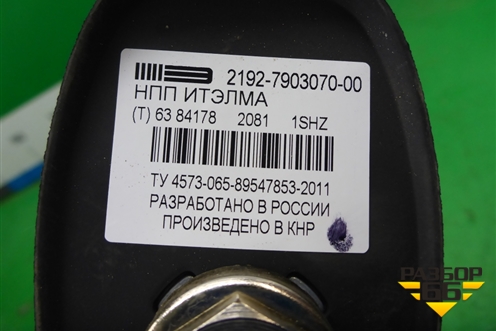 2192-7903070-00
НПП ИТЭЛМА
(T) 63 84178 2081 1SHZ
ТУ 4573-065-89547853-2011
РАЗРАБОТАНО В РОССИИ
ПРОИЗВЕДЕНО В КНР
РАЗБОР
66